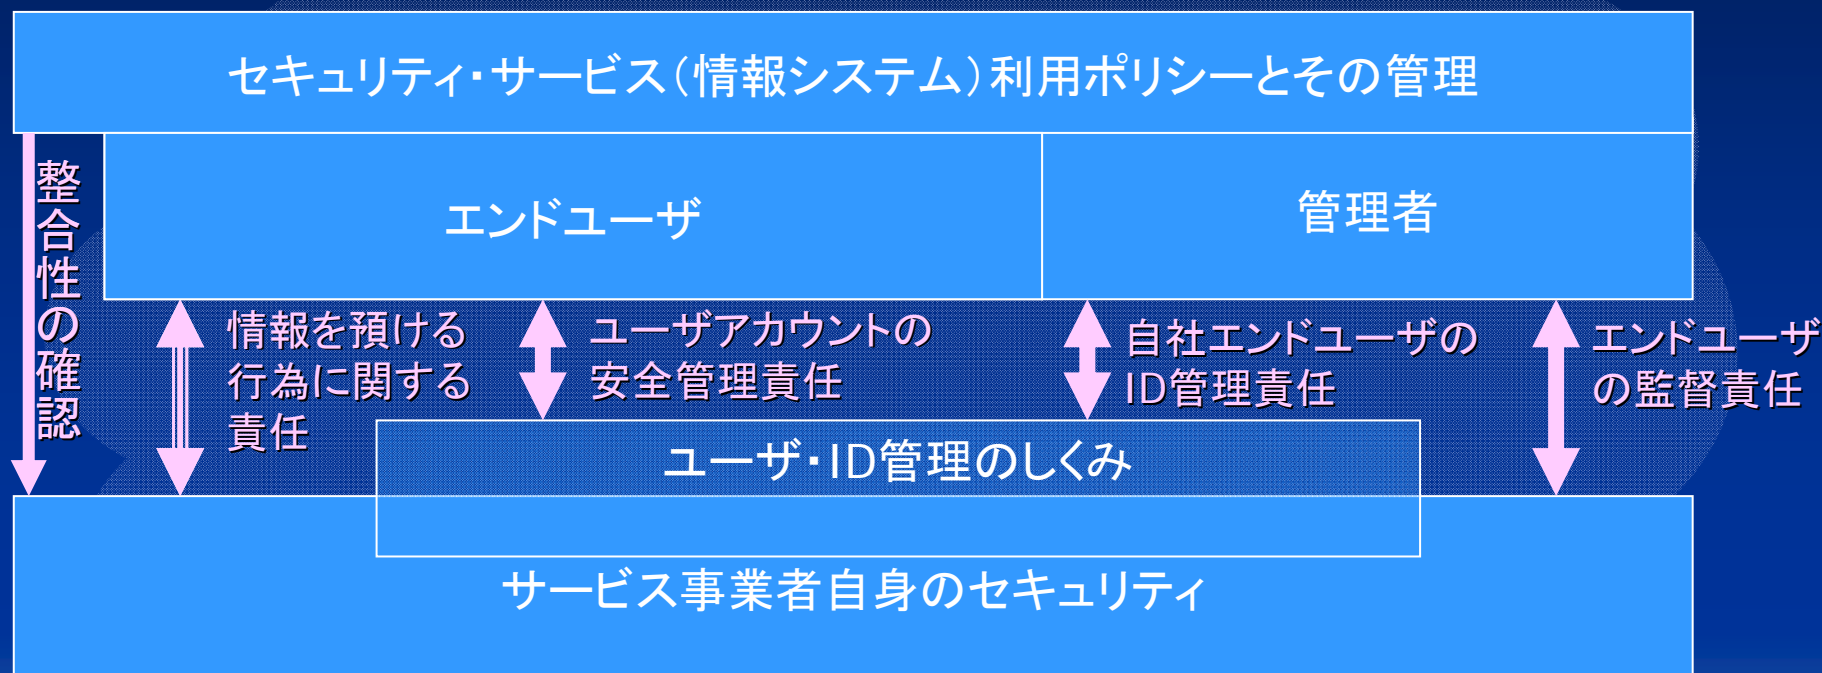 セキュリティ・サービス（情報システム）利用ポリシーとその管理
整合性の確認
エンドユーザ
管理者
情報を預ける
行為に関する
責任
ユーザアカウントの
安全管理責任
自社エンドユーザの
ID管理責任
エンドユーザ
の監督責任
ユーザ・ID管理のしくみ
サービス事業者自身のセキュリティ